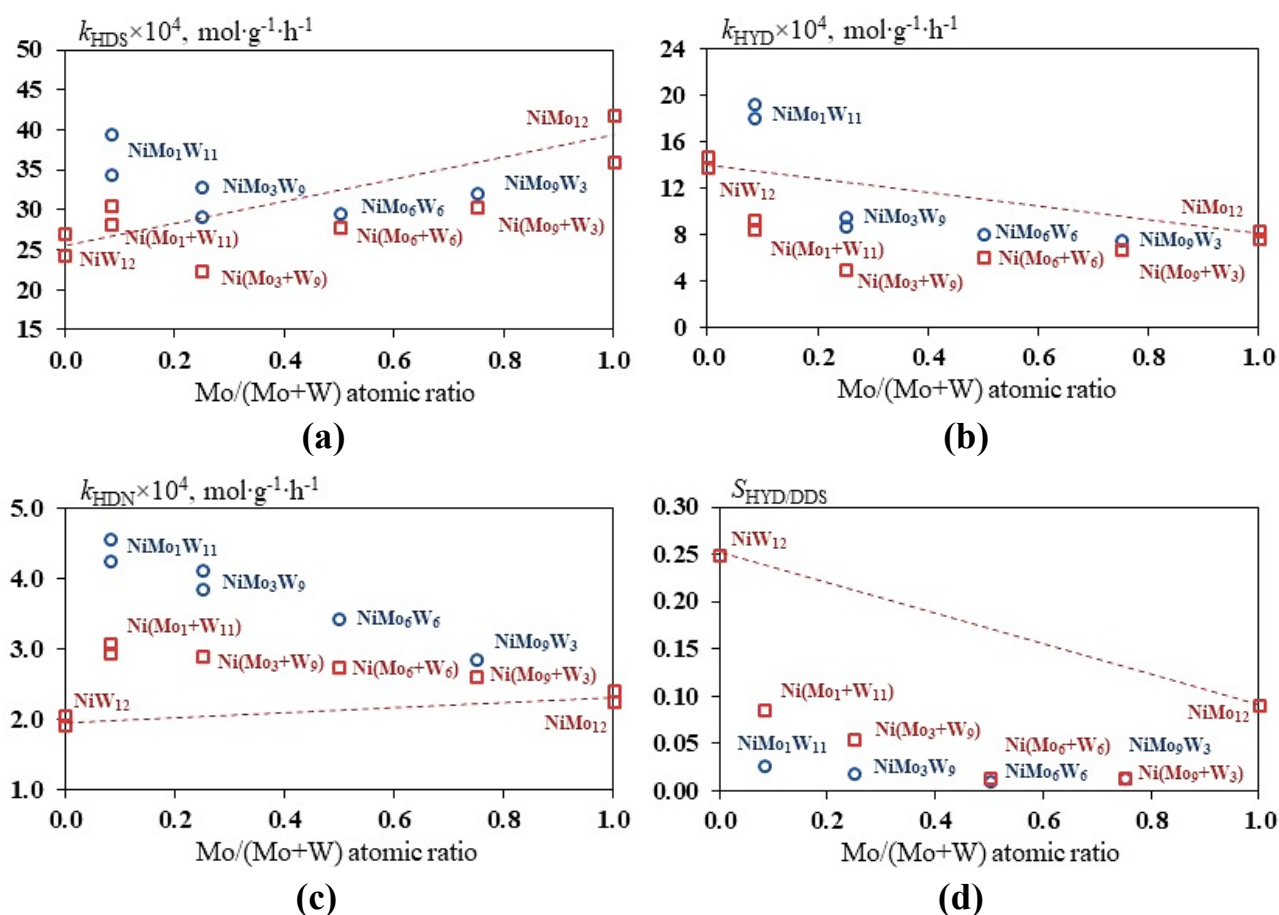 k_HDS×10⁴, mol·g⁻¹·h⁻¹
50
45
40
35
30
25
20
15
NiMo₁W₁₁
NiMo₃W₉
NiMo₆W₆
NiMo₉W₃
NiMo₁₂
Ni(Mo₁+W₁₁)
Ni(Mo₃+W₉)
Ni(Mo₆+W₆)
Ni(Mo₉+W₃)
NiW₁₂
0.0 0.2 0.4 0.6 0.8 1.0
Mo/(Mo+W) atomic ratio
(a)
k_HYD×10⁴, mol·g⁻¹·h⁻¹
24
20
16
12
8
4
0
NiMo₁W₁₁
NiW₁₂
NiMo₃W₉
NiMo₆W₆
NiMo₉W₃
NiMo₁₂
Ni(Mo₁+W₁₁)
Ni(Mo₃+W₉)
Ni(Mo₆+W₆)
Ni(Mo₉+W₃)
0.0 0.2 0.4 0.6 0.8 1.0
Mo/(Mo+W) atomic ratio
(b)
k_HDN×10⁴, mol·g⁻¹·h⁻¹
5.0
4.0
3.0
2.0
1.0
NiMo₁W₁₁
NiMo₃W₉
NiMo₆W₆
NiMo₉W₃
Ni(Mo₁+W₁₁)
Ni(Mo₃+W₉)
Ni(Mo₆+W₆)
Ni(Mo₉+W₃)
NiW₁₂
NiMo₁₂
0.0 0.2 0.4 0.6 0.8 1.0
Mo/(Mo+W) atomic ratio
(c)
S_HYD/DDS
0.30
0.25
0.20
0.15
0.10
0.05
0.00
NiW₁₂
Ni(Mo₁+W₁₁)
NiMo₁₂
NiMo₁W₁₁
Ni(Mo₃+W₉)
Ni(Mo₆+W₆)
NiMo₉W₃
NiMo₃W₉
NiMo₆W₆
Ni(Mo₉+W₃)
0.0 0.2 0.4 0.6 0.8 1.0
Mo/(Mo+W) atomic ratio
(d)